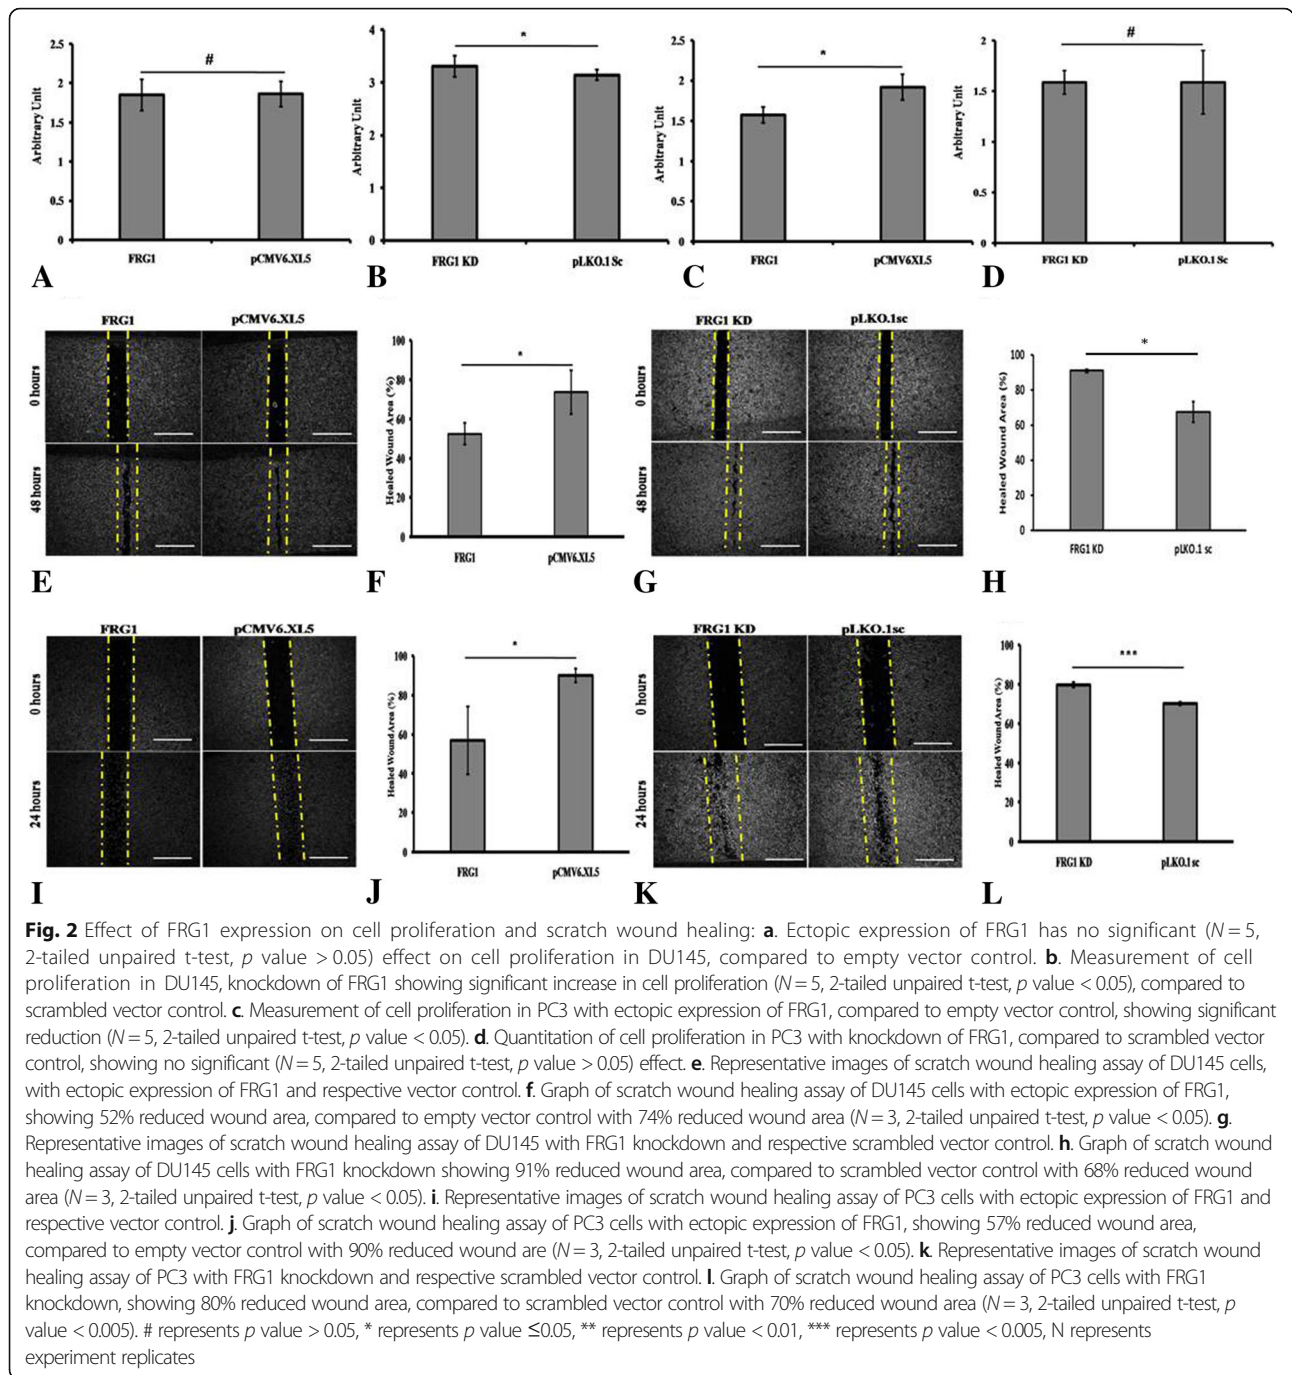 2.5
2
1.5
1
0.5
0
Arbitrary Unit
#
FRG1
pCMV6.XL5
A
4
3
2
1
0
Arbitrary Unit
*
FRG1 KD
pLKO.1 Sc
B
2.5
2
1.5
1
0.5
0
Arbitrary Unit
*
FRG1
pCMV6XL5
C
2
1.5
1
0.5
0
Arbitrary Unit
#
FRG1 KD
pLKO.1 Sc
D
FRG1
pCMV6.XL5
0 hours
48 hours
E
100
80
60
40
20
0
Healed Wound Area (%)
*
FRG1
pCMV6.XL5
F
FRG1 KD
pLKO.1sc
0 hours
48 hours
G
100
80
60
40
20
0
Healed Wound Area (%)
*
FRG1 KD
pLKO.1 sc
H
FRG1
pCMV6.XL5
0 hours
24 hours
I
100
80
60
40
20
0
Healed Wound Area (%)
*
FRG1
pCMV6.XL5
J
FRG1 KD
pLKO.1sc
0 hours
24 hours
K
100
80
60
40
20
0
Healed Wound Area (%)
***
FRG1 KD
pLKO.1sc
L
Fig. 2 Effect of FRG1 expression on cell proliferation and scratch wound healing: a. Ectopic expression of FRG1 has no significant (N = 5,
2-tailed unpaired t-test, p value > 0.05) effect on cell proliferation in DU145, compared to empty vector control. b. Measurement of cell
proliferation in DU145, knockdown of FRG1 showing significant increase in cell proliferation (N = 5, 2-tailed unpaired t-test, p value < 0.05), compared to
scrambled vector control. c. Measurement of cell proliferation in PC3 with ectopic expression of FRG1, compared to empty vector control, showing significant
reduction (N = 5, 2-tailed unpaired t-test, p value < 0.05). d. Quantitation of cell proliferation in PC3 with knockdown of FRG1, compared to scrambled vector
control, showing no significant (N = 5, 2-tailed unpaired t-test, p value > 0.05) effect. e. Representative images of scratch wound healing assay of DU145 cells,
with ectopic expression of FRG1 and respective vector control. f. Graph of scratch wound healing assay of DU145 cells with ectopic expression of FRG1,
showing 52% reduced wound area, compared to empty vector control with 74% reduced wound area (N = 3, 2-tailed unpaired t-test, p value < 0.05). g.
Representative images of scratch wound healing assay of DU145 with FRG1 knockdown and respective scrambled vector control. h. Graph of scratch wound
healing assay of DU145 cells with FRG1 knockdown showing 91% reduced wound area, compared to scrambled vector control with 68% reduced wound
area (N = 3, 2-tailed unpaired t-test, p value < 0.05). i. Representative images of scratch wound healing assay of PC3 cells with ectopic expression of FRG1 and
respective vector control. j. Graph of scratch wound healing assay of PC3 cells with ectopic expression of FRG1, showing 57% reduced wound area,
compared to empty vector control with 90% reduced wound are (N = 3, 2-tailed unpaired t-test, p value < 0.05). k. Representative images of scratch wound
healing assay of PC3 with FRG1 knockdown and respective scrambled vector control. l. Graph of scratch wound healing assay of PC3 cells with FRG1
knockdown, showing 80% reduced wound area, compared to scrambled vector control with 70% reduced wound area (N = 3, 2-tailed unpaired t-test, p
value < 0.005). # represents p value > 0.05, * represents p value ≤0.05, ** represents p value < 0.01, *** represents p value < 0.005, N represents
experiment replicates